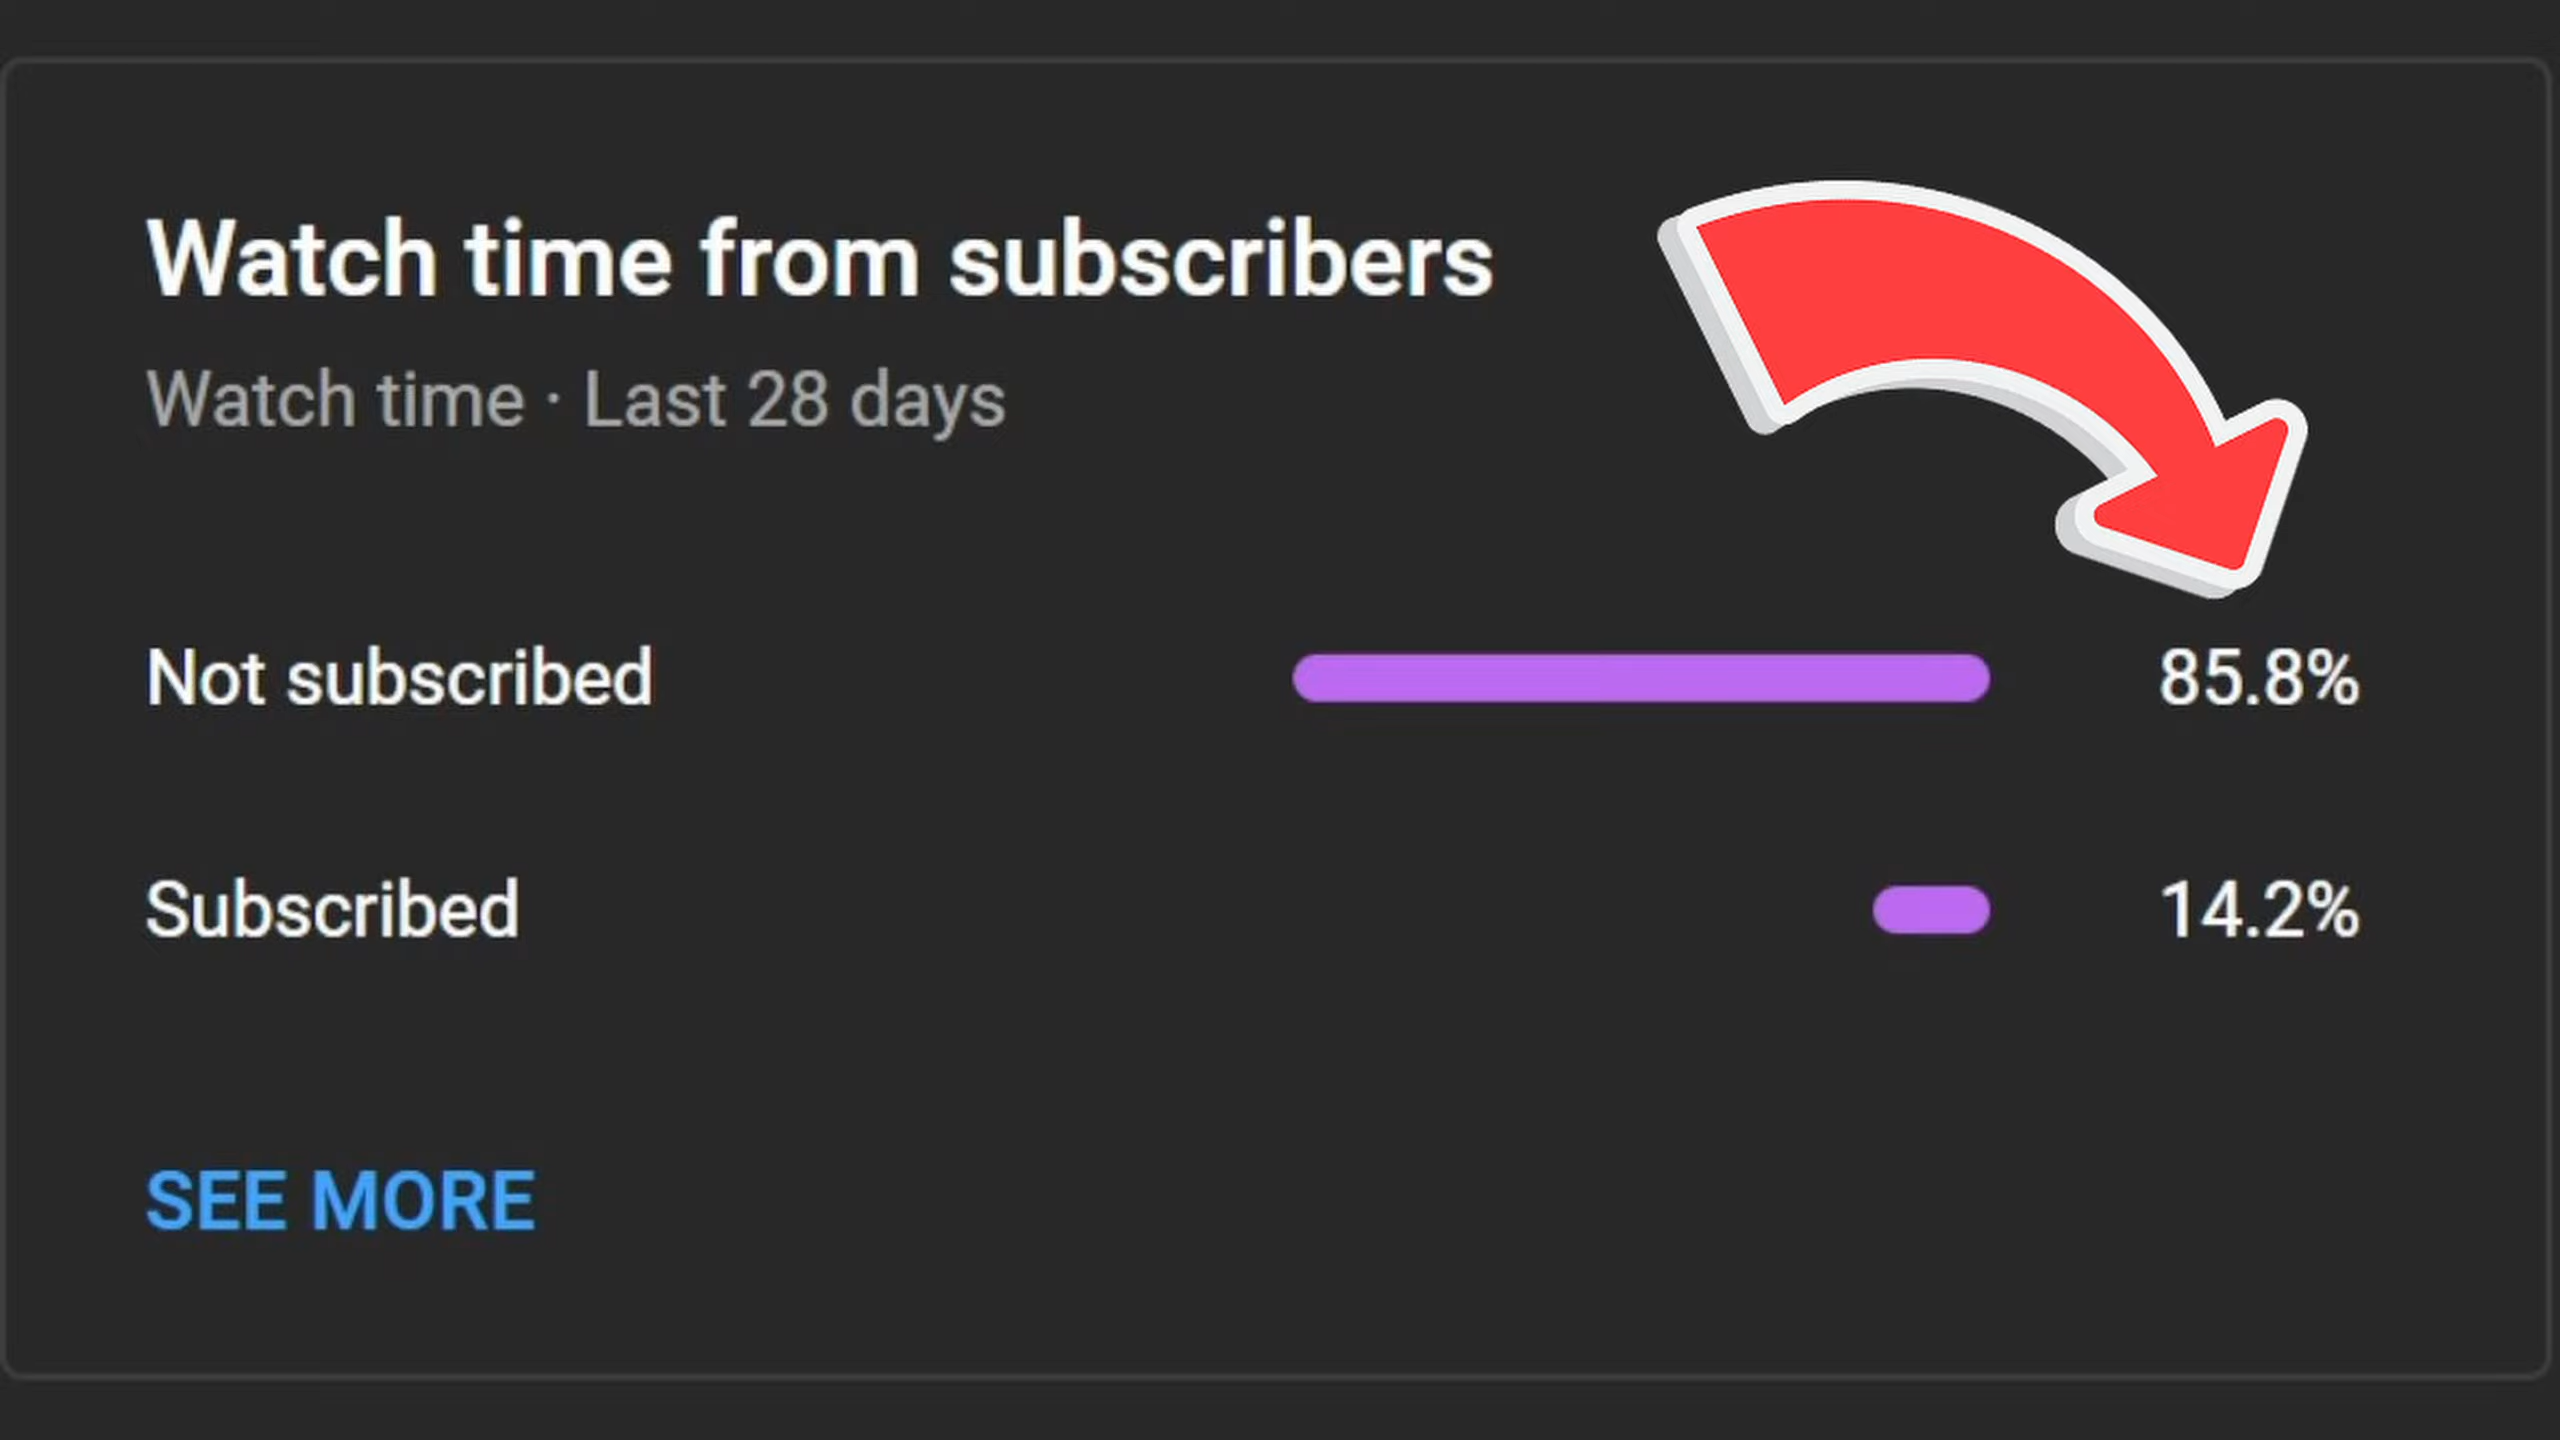 Watch time from subscribers
Watch time · Last 28 days
Not subscribed 85.8%
Subscribed 14.2%
SEE MORE